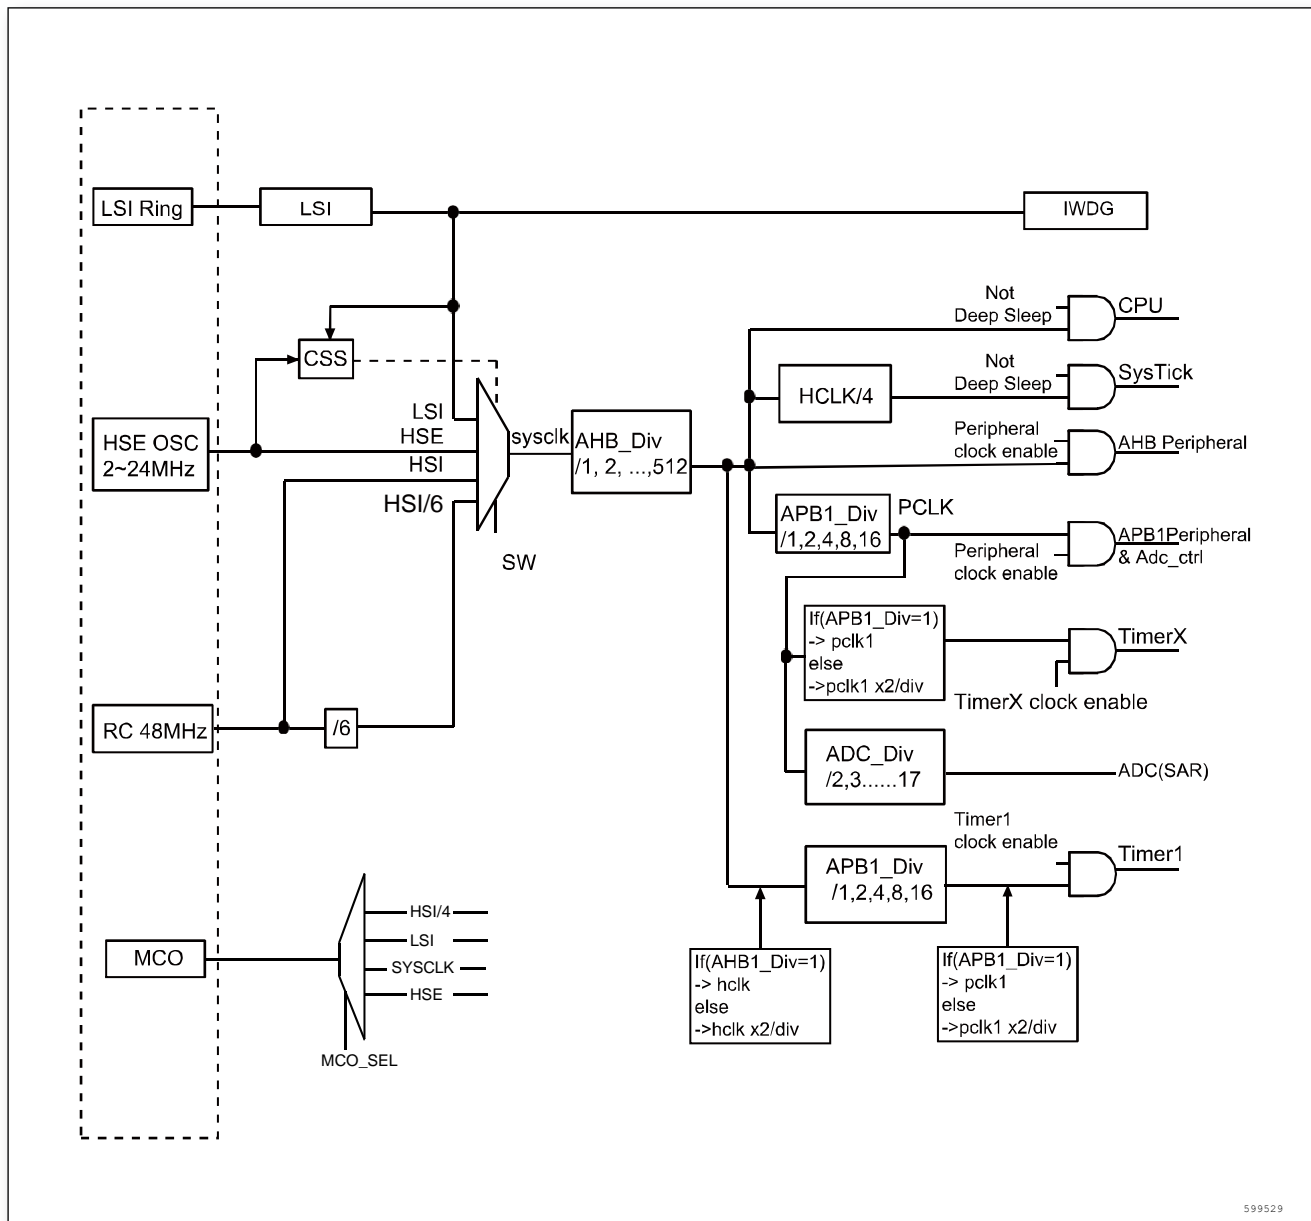 LSI Ring
LSI
IWDG
Not
Deep Sleep
CPU
CSS
Not
Deep Sleep
SysTick
HCLK/4
LSI
HSE
HSI
HSI/6
sysclk
SW
HSE OSC
2~24MHz
AHB_Div
/1, 2, ...,512
Peripheral
clock enable
AHB Peripheral
APB1_Div
/1,2,4,8,16
PCLK
Peripheral
clock enable
APB1Peripheral
& Adc_ctrl
If(APB1_Div=1)
-> pclk1
else
->pclk1 x2/div
TimerX
TimerX clock enable
RC 48MHz
/6
ADC_Div
/2,3......17
ADC(SAR)
Timer1
clock enable
Timer1
APB1_Div
/1,2,4,8,16
MCO
HSI/4
LSI
SYSCLK
HSE
MCO_SEL
If(AHB1_Div=1)
-> hclk
else
->hclk x2/div
If(APB1_Div=1)
-> pclk1
else
->pclk1 x2/div
599529